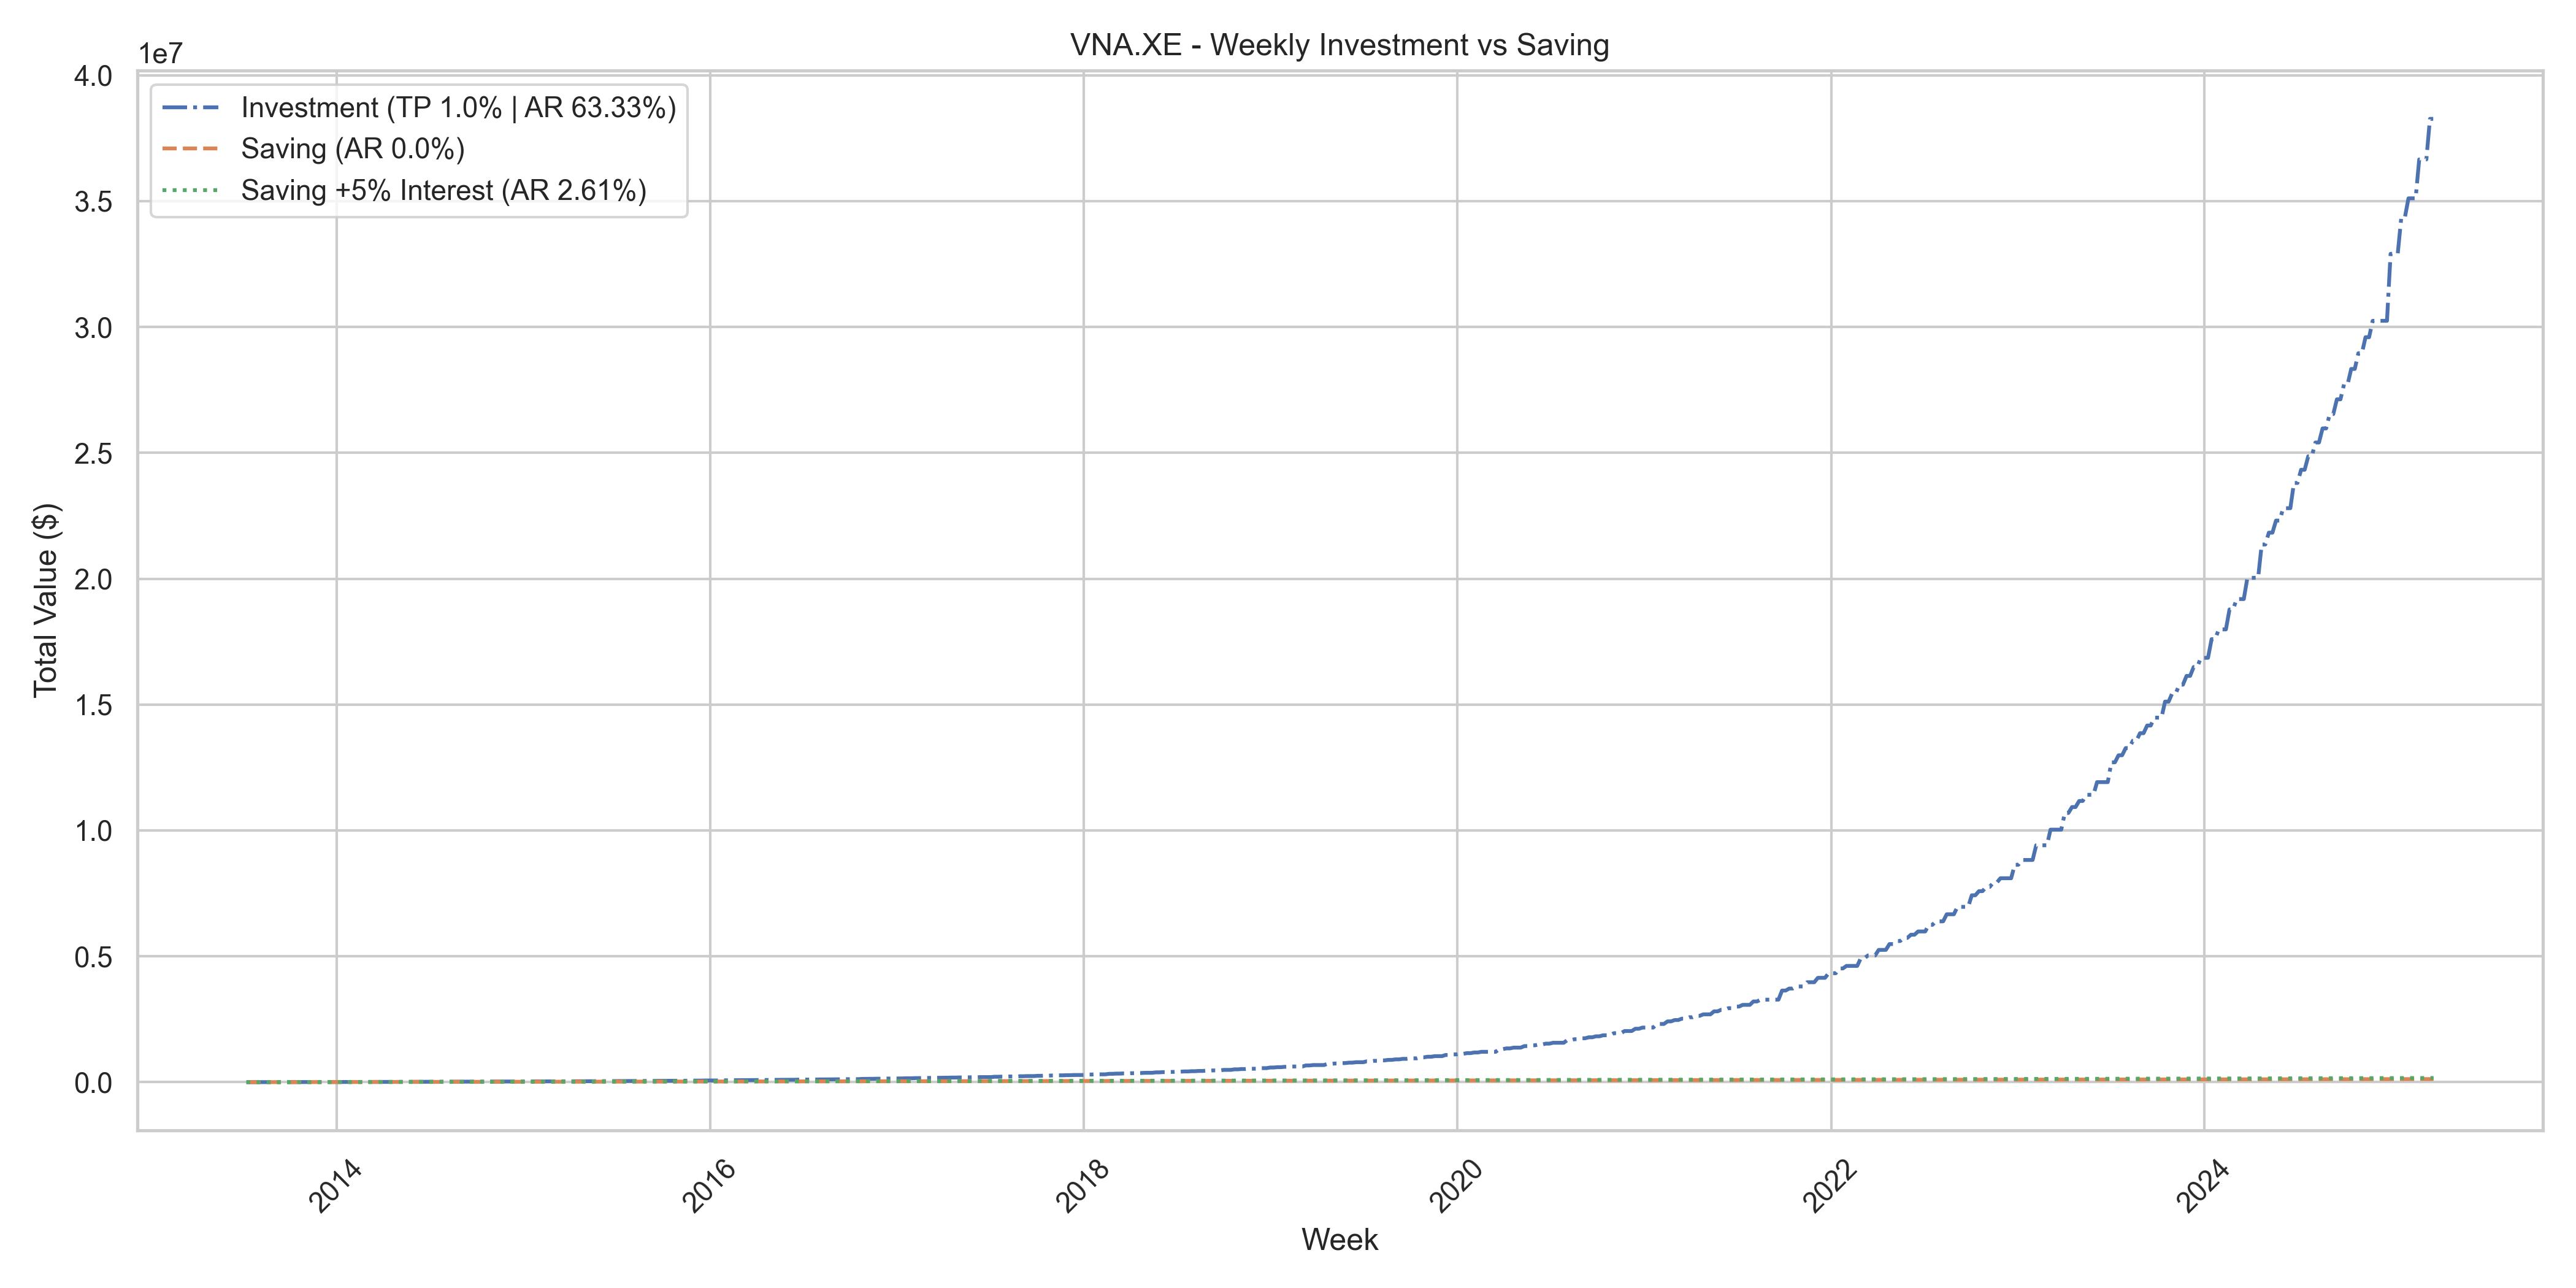 VNA.XE - Weekly Investment vs Saving
1e7
4.0
3.5
3.0
2.5
2.0
1.5
1.0
0.5
0.0
Total Value ($)
Investment (TP 1.0% | AR 63.33%)
Saving (AR 0.0%)
Saving +5% Interest (AR 2.61%)
2014
2016
2018
2020
2022
2024
Week